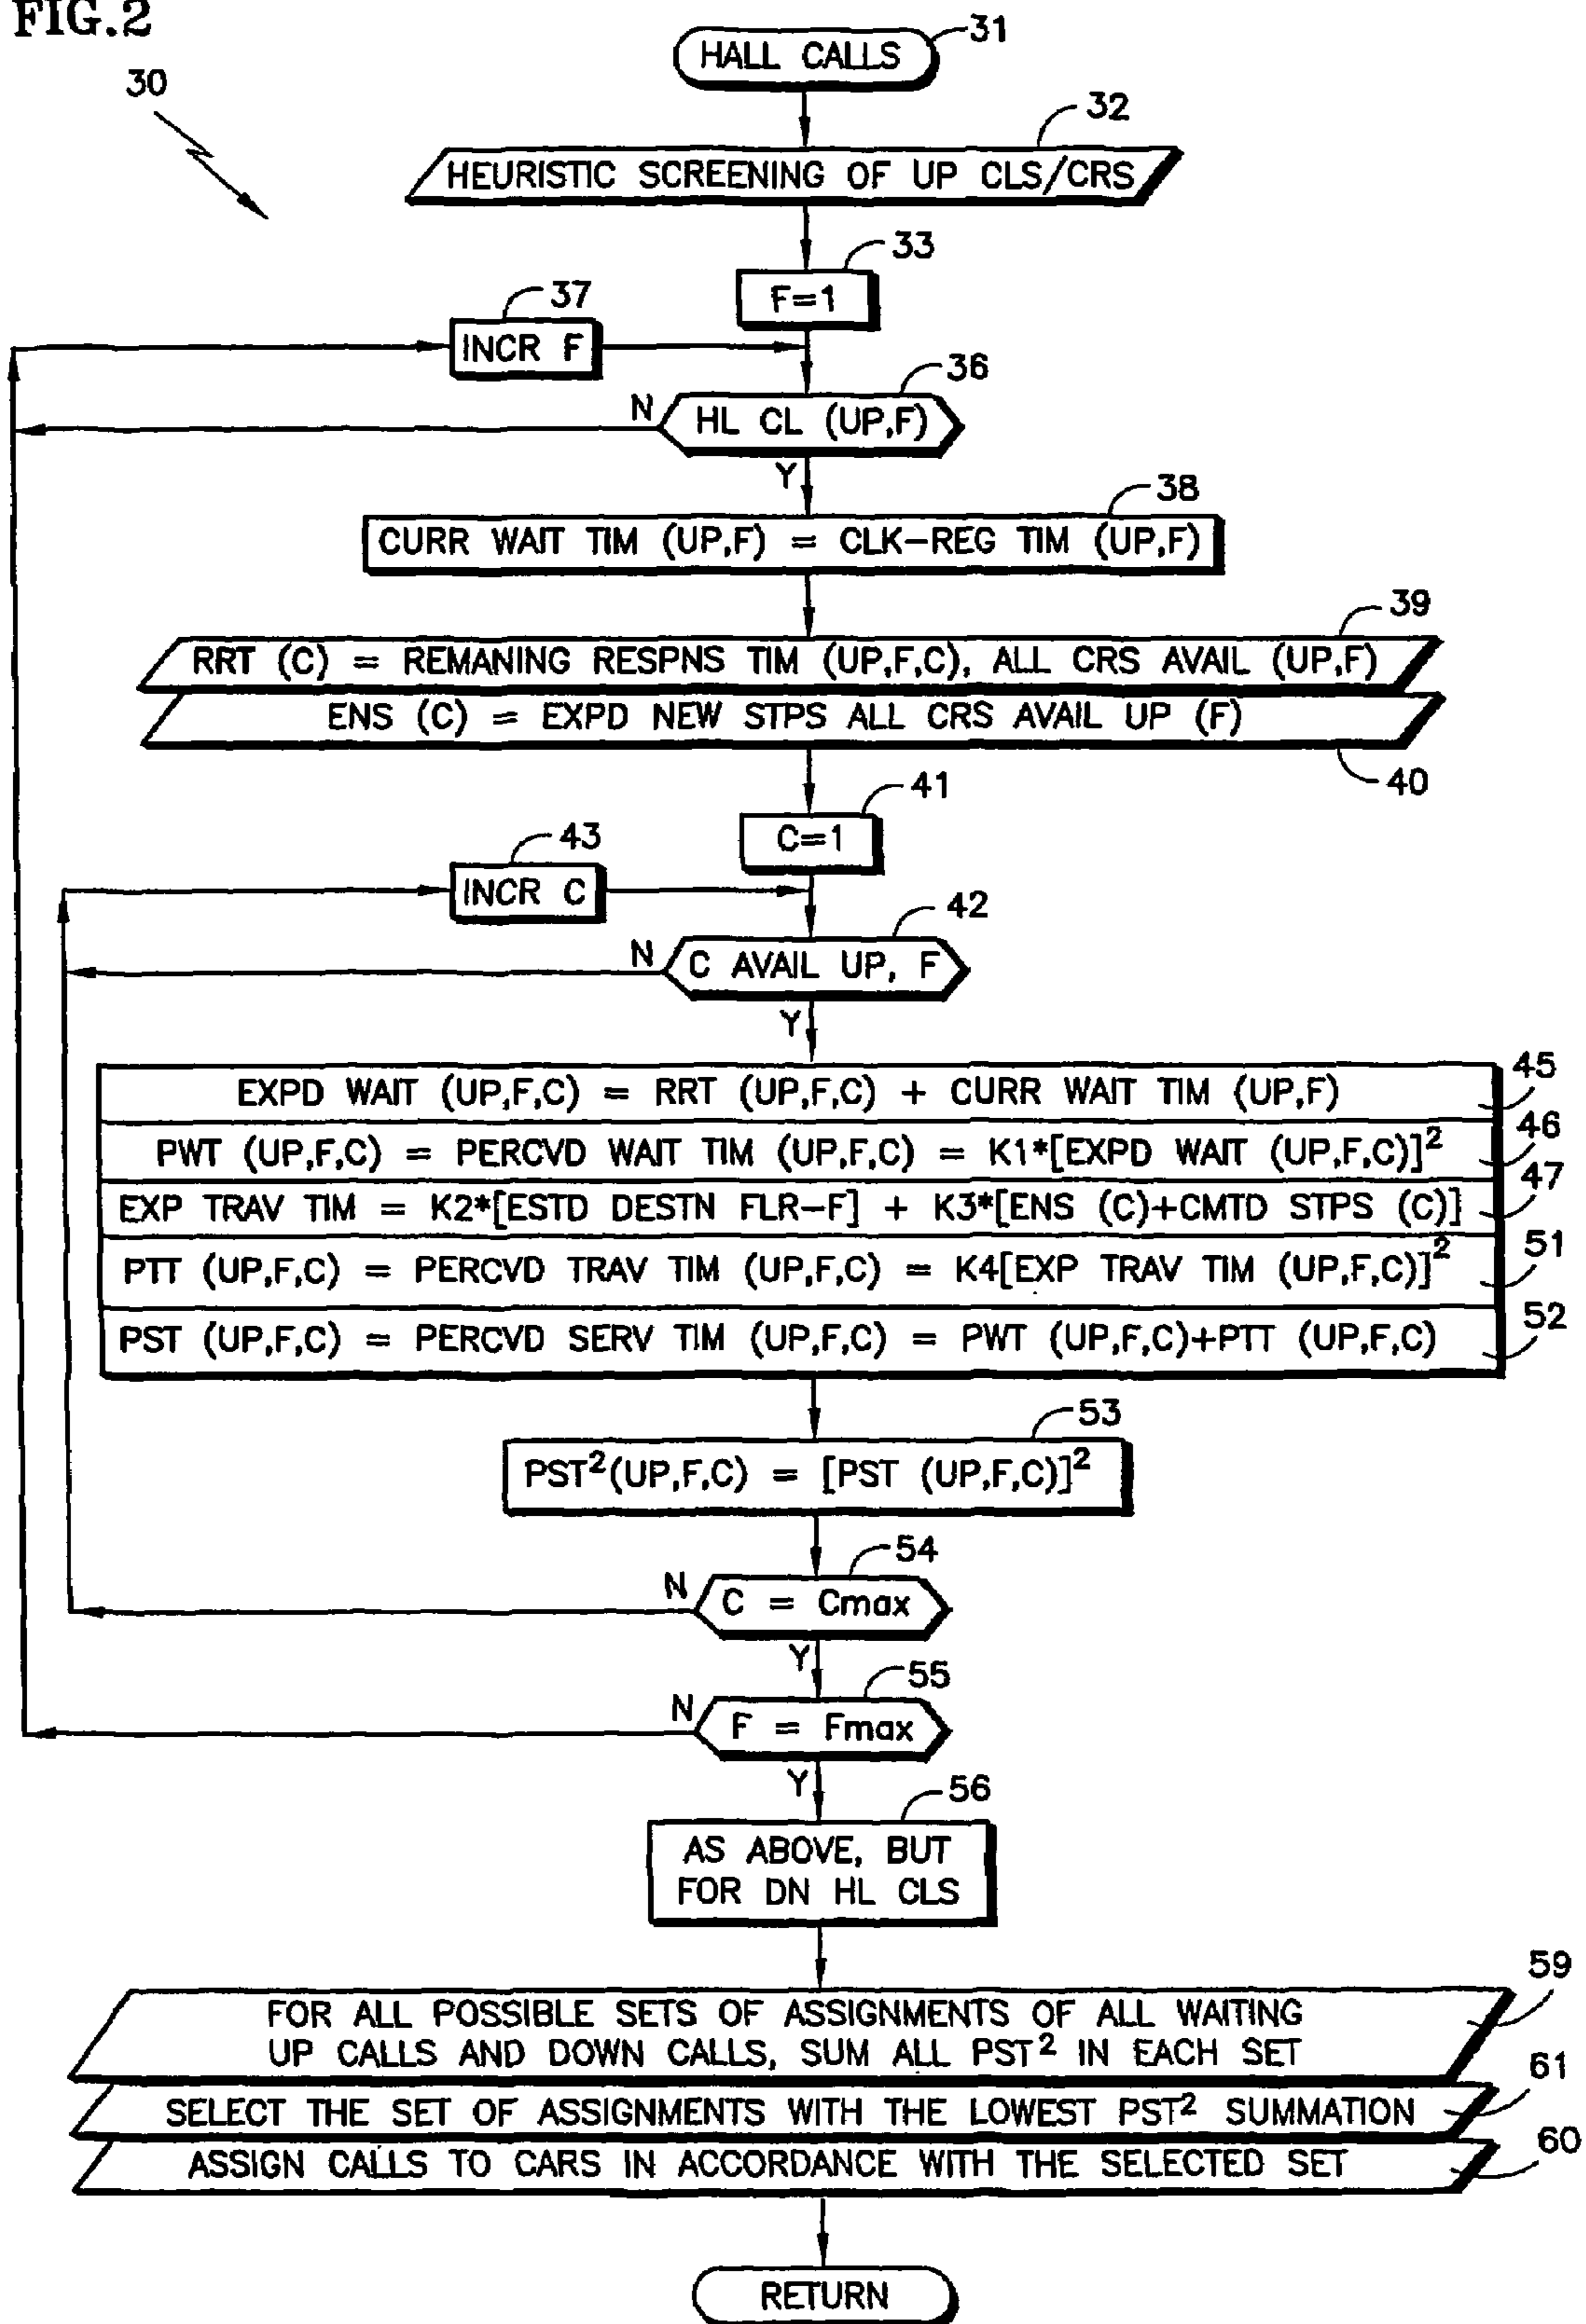 FIG.2
30
HALL CALLS
31
32
HEURISTIC SCREENING OF UP CLS/CRS
33
F=1
37
INCR F
36
N
HL CL (UP,F)
Y
38
CURR WAIT TIM (UP,F) = CLK-REG TIM (UP,F)
39
RRT (C) = REMANING RESPNS TIM (UP,F,C), ALL CRS AVAIL (UP,F)
ENS (C) = EXPD NEW STPS ALL CRS AVAIL UP (F)
40
41
C=1
43
INCR C
42
N
C AVAIL UP, F
Y
EXPD WAIT (UP,F,C) = RRT (UP,F,C) + CURR WAIT TIM (UP,F)
45
PWT (UP,F,C) = PERCVD WAIT TIM (UP,F,C) = K1*[EXPD WAIT (UP,F,C)]²
46
EXP TRAV TIM = K2*[ESTD DESTN FLR-F] + K3*[ENS (C)+CMTD STPS (C)]
47
PTT (UP,F,C) = PERCVD TRAV TIM (UP,F,C) = K4[EXP TRAV TIM (UP,F,C)]²
51
PST (UP,F,C) = PERCVD SERV TIM (UP,F,C) = PWT (UP,F,C)+PTT (UP,F,C)
52
53
PST²(UP,F,C) = [PST (UP,F,C)]²
54
N
C = Cmax
Y
55
N
F = Fmax
Y
56
AS ABOVE, BUT
FOR DN HL CLS
59
FOR ALL POSSIBLE SETS OF ASSIGNMENTS OF ALL WAITING
UP CALLS AND DOWN CALLS, SUM ALL PST² IN EACH SET
61
SELECT THE SET OF ASSIGNMENTS WITH THE LOWEST PST² SUMMATION
60
ASSIGN CALLS TO CARS IN ACCORDANCE WITH THE SELECTED SET
RETURN